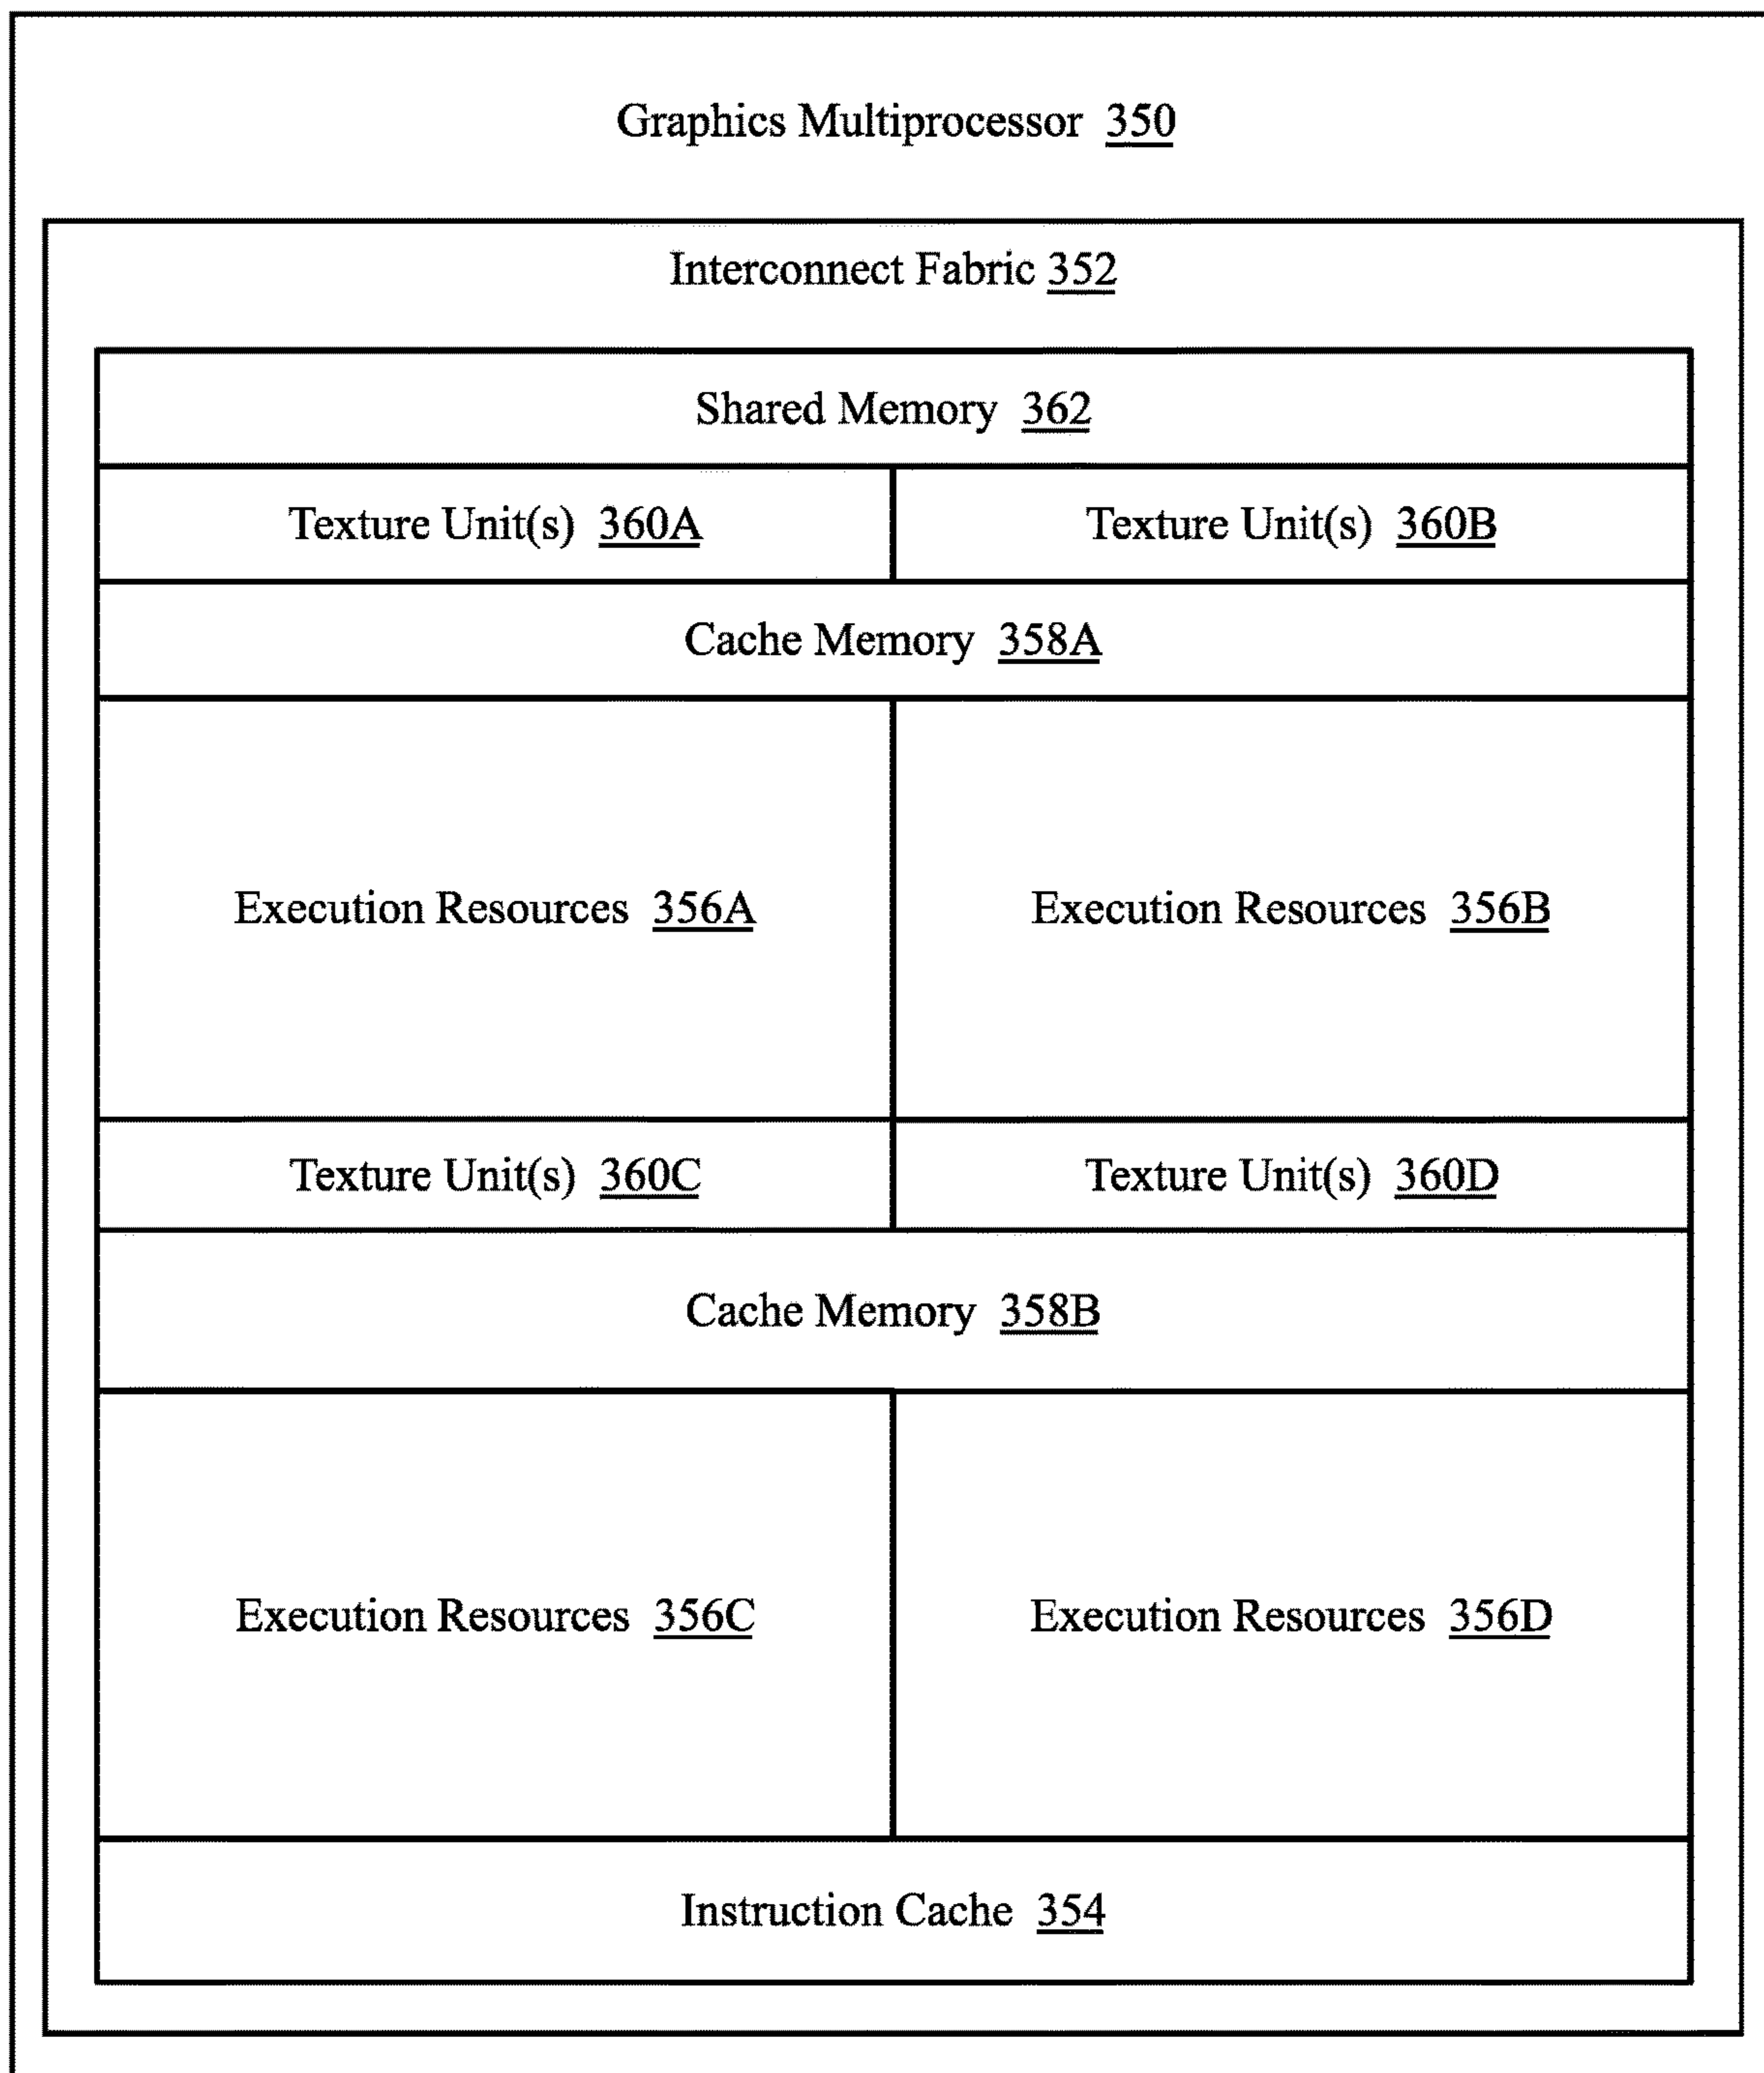 Graphics Multiprocessor 350
Interconnect Fabric 352
Shared Memory 362
Texture Unit(s) 360A
Texture Unit(s) 360B
Cache Memory 358A
Execution Resources 356A
Execution Resources 356B
Texture Unit(s) 360C
Texture Unit(s) 360D
Cache Memory 358B
Execution Resources 356C
Execution Resources 356D
Instruction Cache 354